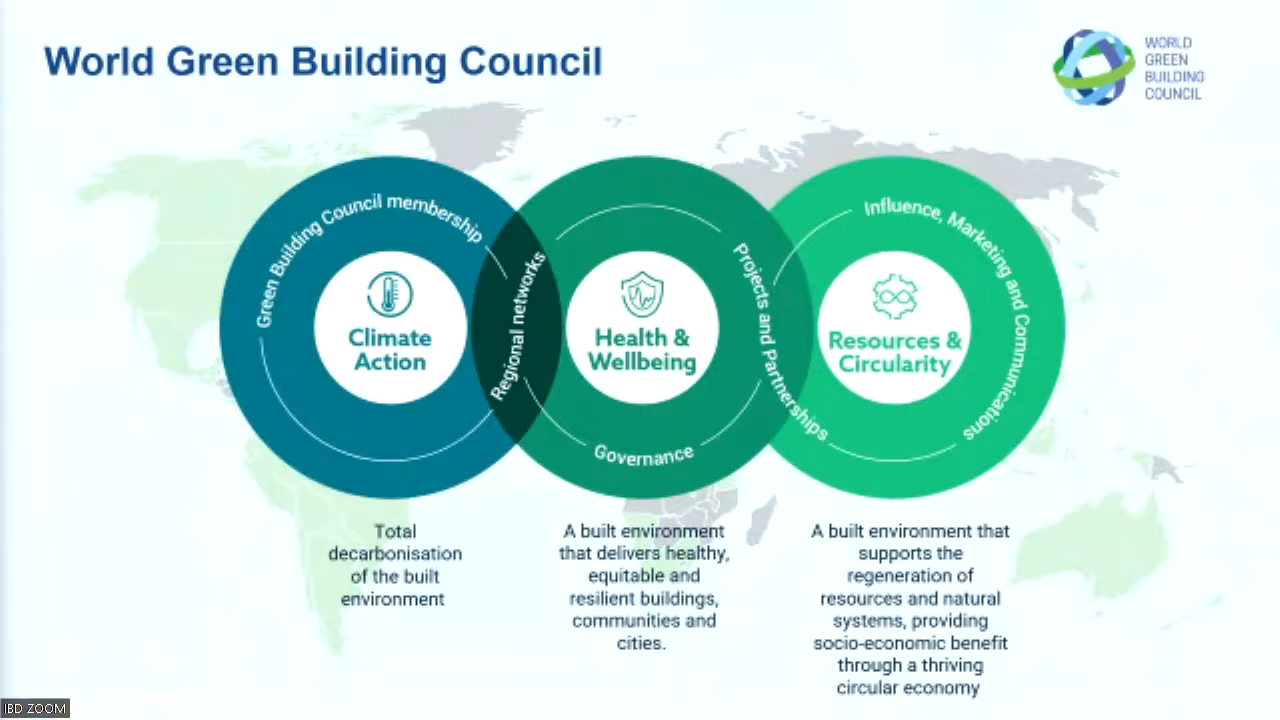 World Green Building Council
WORLD
GREEN
BUILDING
COUNCIL
Green Building Council membership
Regional networks
Projects and Partnerships
Influence, Marketing and Communications
Governance
Climate
Action
Health &
Wellbeing
Resources &
Circularity
Total
decarbonisation
of the built
environment
A built environment
that delivers healthy,
equitable and
resilient buildings,
communities and
cities.
A built environment that
supports the
regeneration of
resources and natural
systems, providing
socio-economic benefit
through a thriving
circular economy
IBD ZOOM